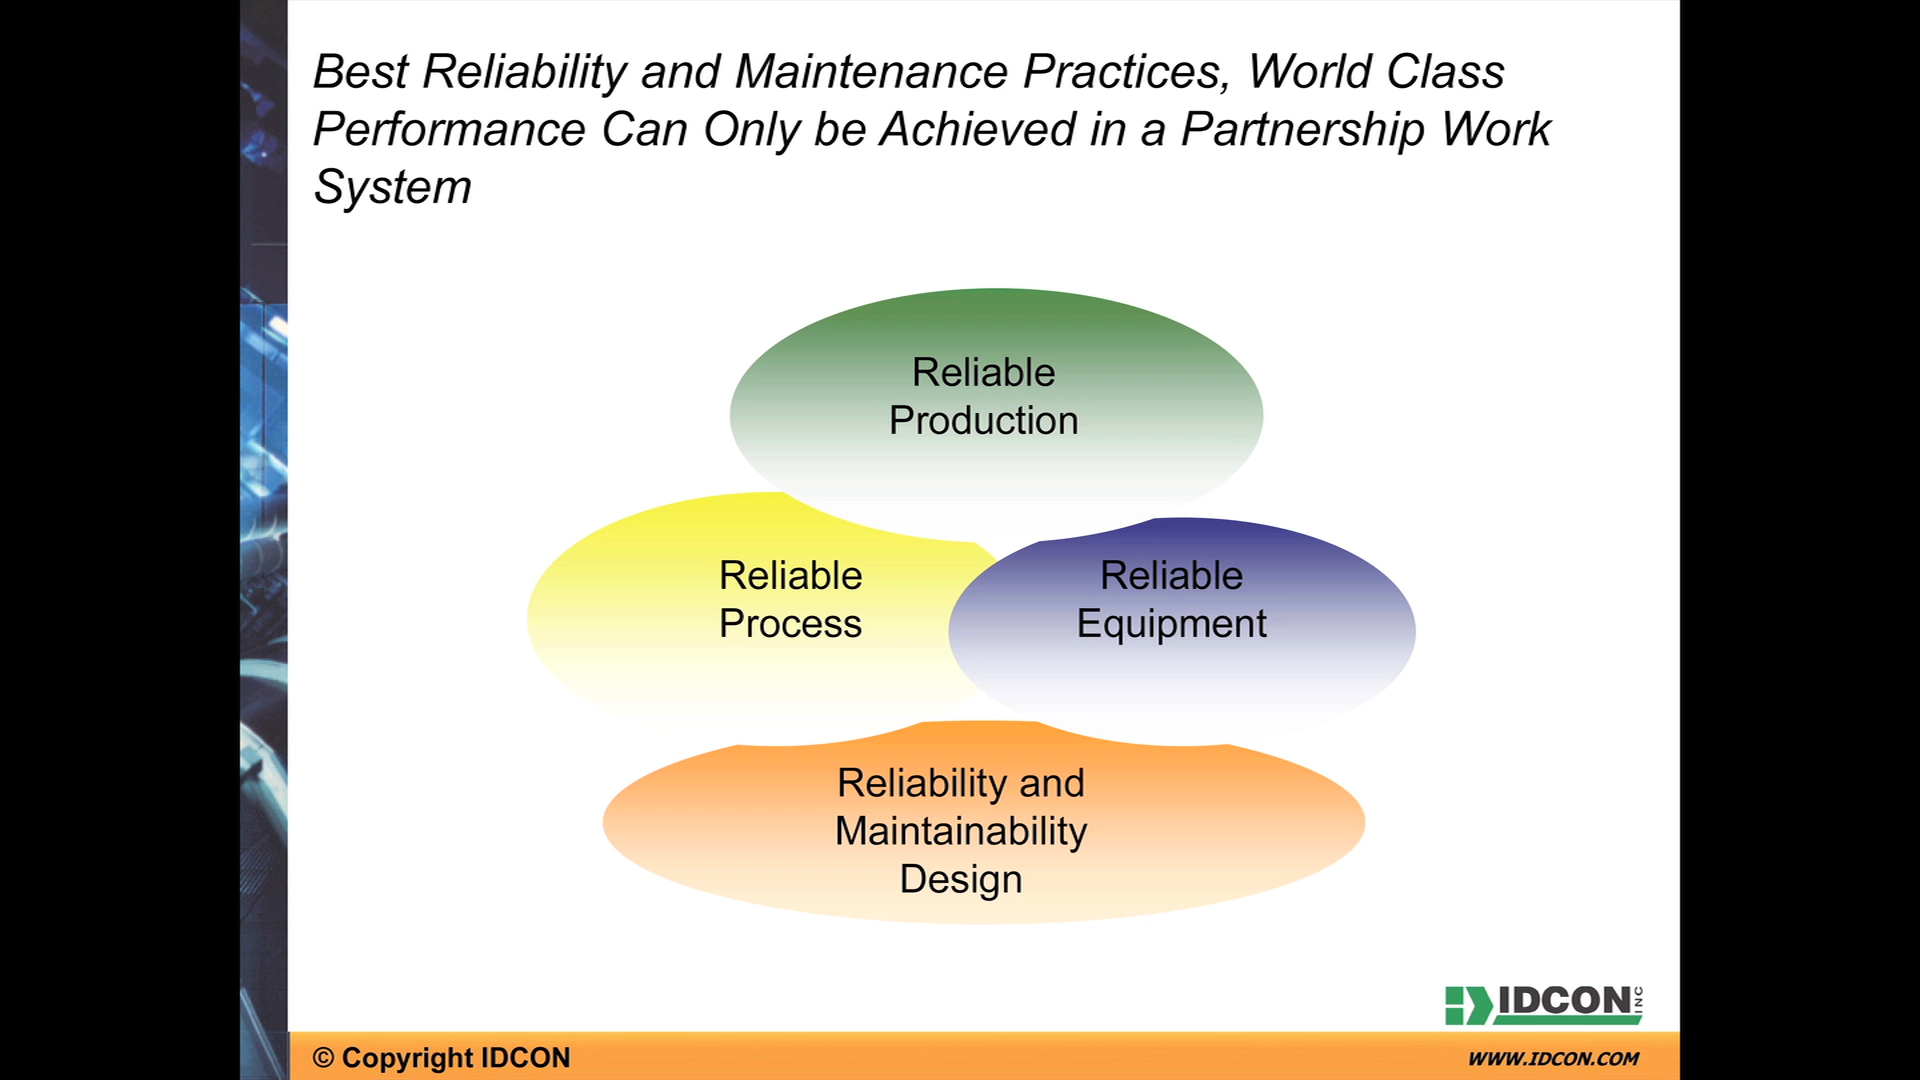 Best Reliability and Maintenance Practices, World Class
Performance Can Only be Achieved in a Partnership Work
System
Reliable
Production
Reliable
Process
Reliable
Equipment
Reliability and
Maintainability
Design
IDCON INC
© Copyright IDCON
WWW.IDCON.COM